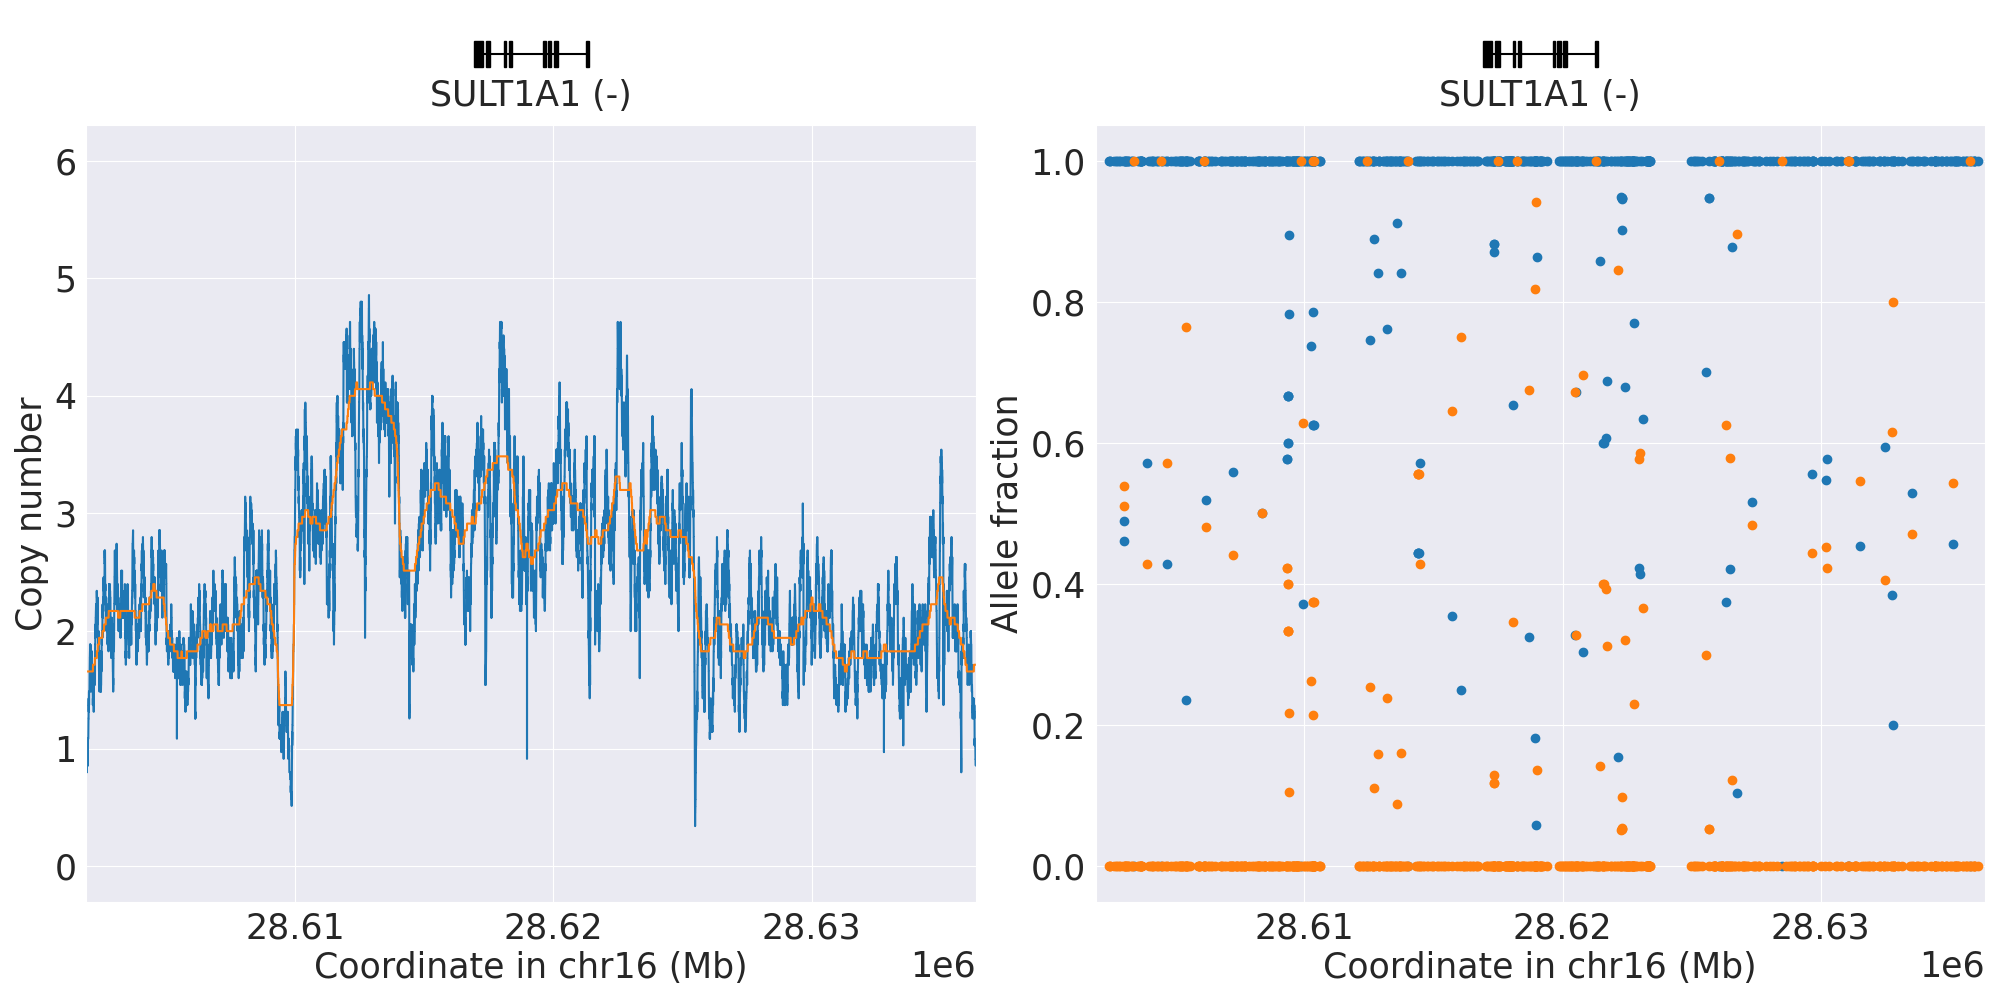 SULT1A1 (-)
6
5
4
3
2
1
0
Copy number
28.61
28.62
28.63
Coordinate in chr16 (Mb)
1e6
SULT1A1 (-)
1.0
0.8
0.6
0.4
0.2
0.0
Allele fraction
28.61
28.62
28.63
Coordinate in chr16 (Mb)
1e6